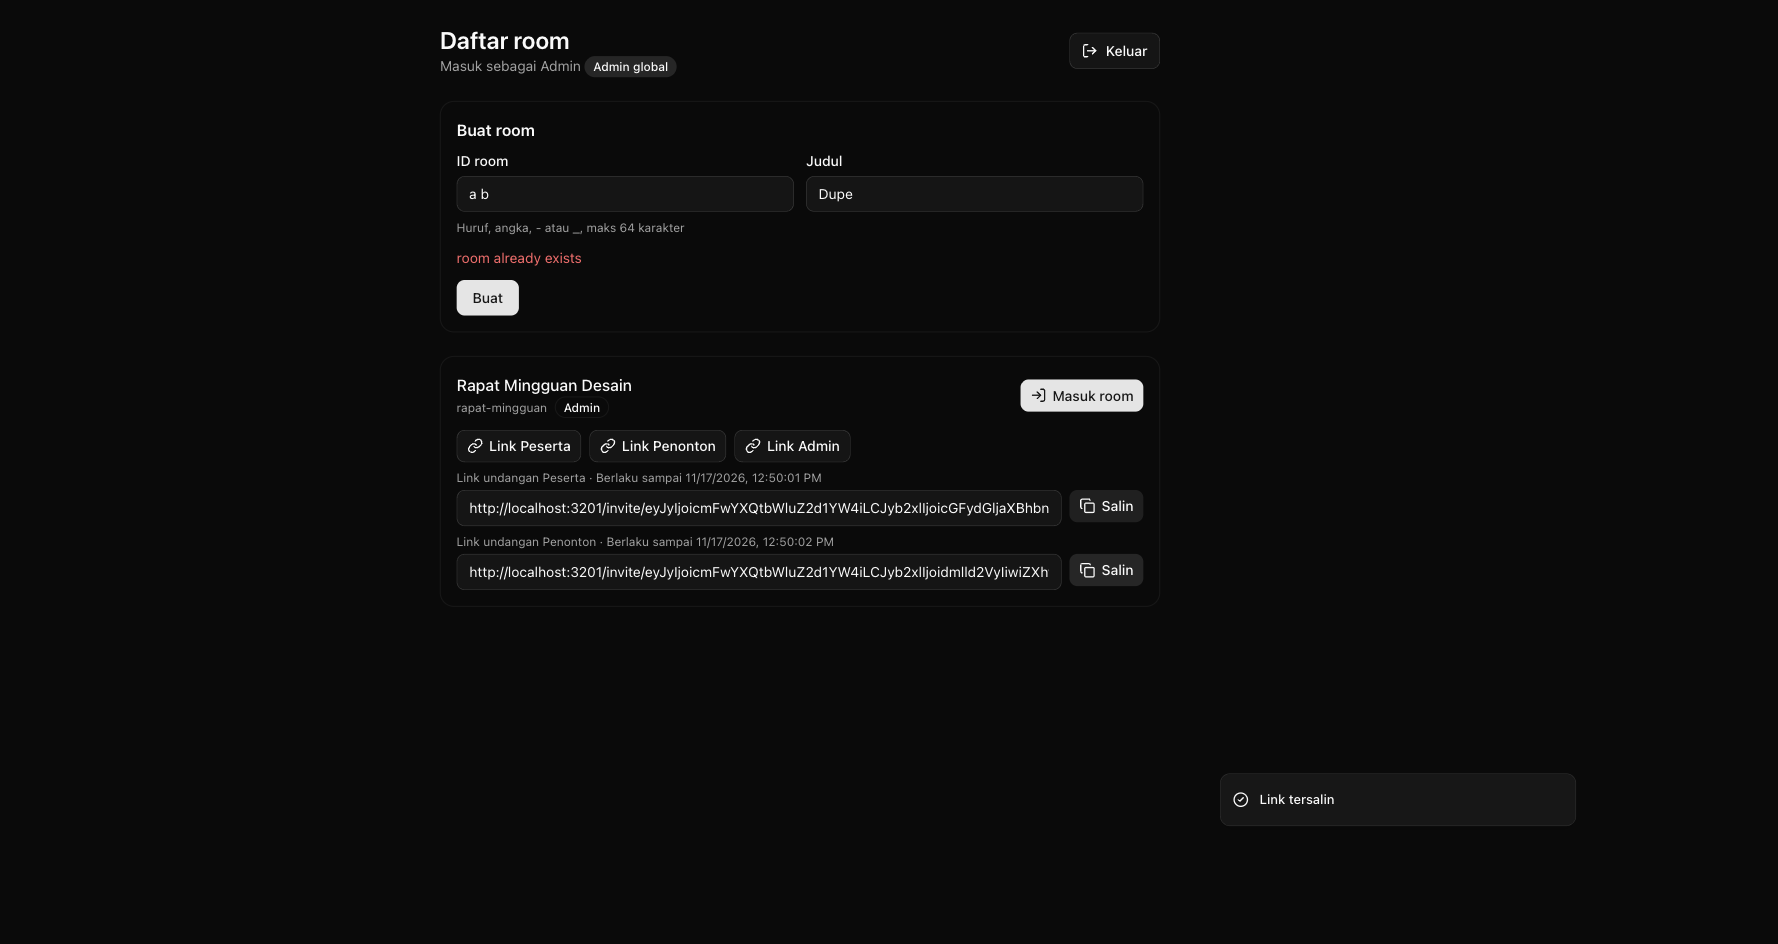 Daftar room
Masuk sebagai Admin Admin global
Keluar
Buat room
ID room
Judul
a b
Dupe
Huruf, angka, - atau _, maks 64 karakter
room already exists
Buat
Rapat Mingguan Desain
rapat-mingguan Admin
Masuk room
Link Peserta
Link Penonton
Link Admin
Link undangan Peserta · Berlaku sampai 11/17/2026, 12:50:01 PM
http://localhost:3201/invite/eyJyIjoicmFwYXQtbWluZ2d1YW4iLCJyb2xlIjoicGFydGljaXBhbn
Salin
Link undangan Penonton · Berlaku sampai 11/17/2026, 12:50:02 PM
http://localhost:3201/invite/eyJyIjoicmFwYXQtbWluZ2d1YW4iLCJyb2xlIjoidmlld2VyIiwiZXh
Salin
Link tersalin